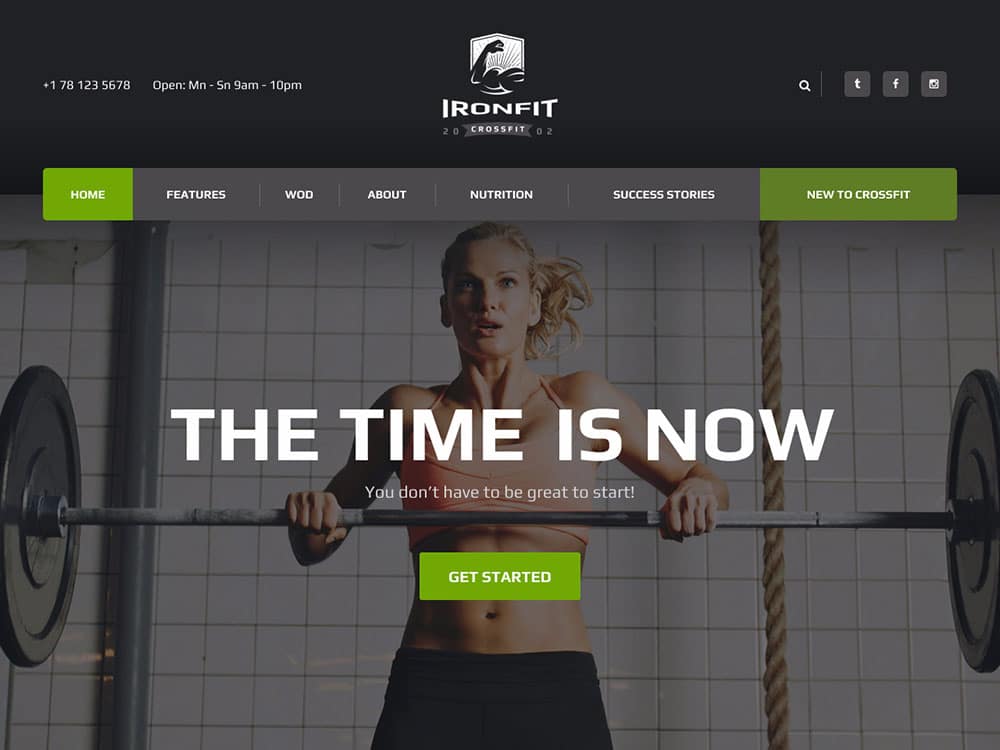 +1 78 123 5678
Open: Mn - Sn 9am - 10pm
IRONFIT
20 CROSSFIT 02
t
f
HOME
FEATURES
WOD
ABOUT
NUTRITION
SUCCESS STORIES
NEW TO CROSSFIT
THE TIME IS NOW
You don’t have to be great to start!
GET STARTED